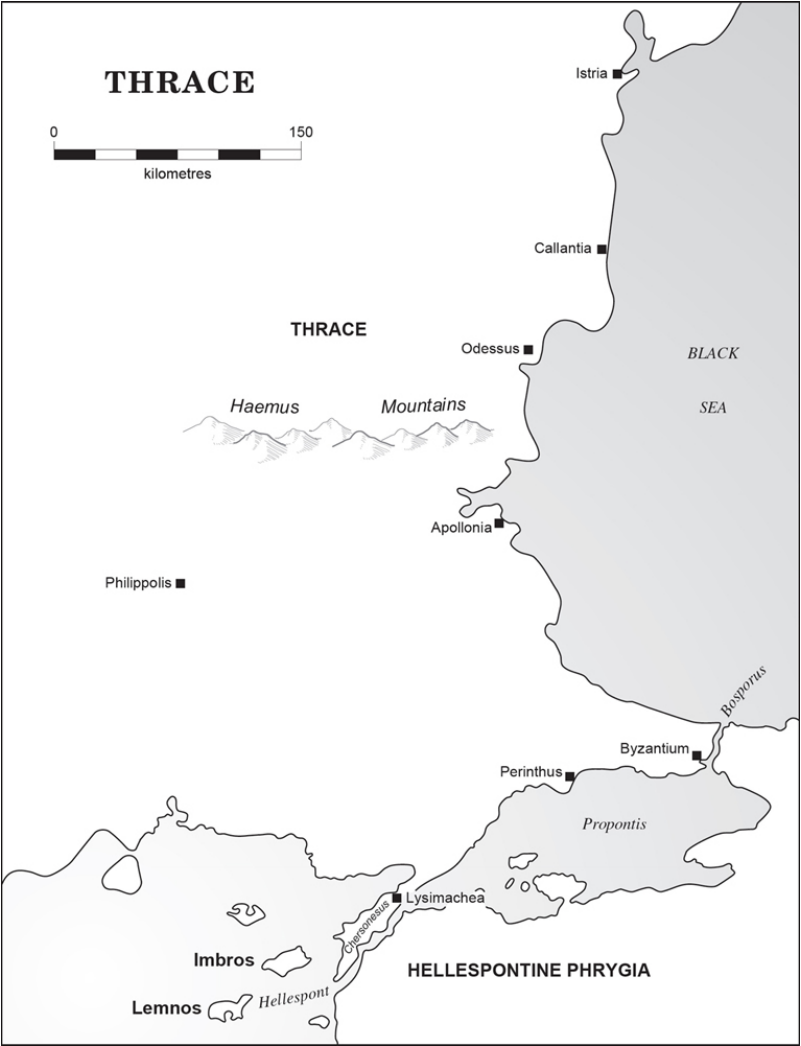 THRACE
0 150
kilometres
Istria
Callantia
THRACE
Odessus
BLACK
SEA
Haemus Mountains
Apollonia
Philippolis
Bosporus
Byzantium
Perinthus
Propontis
Lysimachea
Chersonesus
Imbros
HELLESPONTINE PHRYGIA
Hellespont
Lemnos